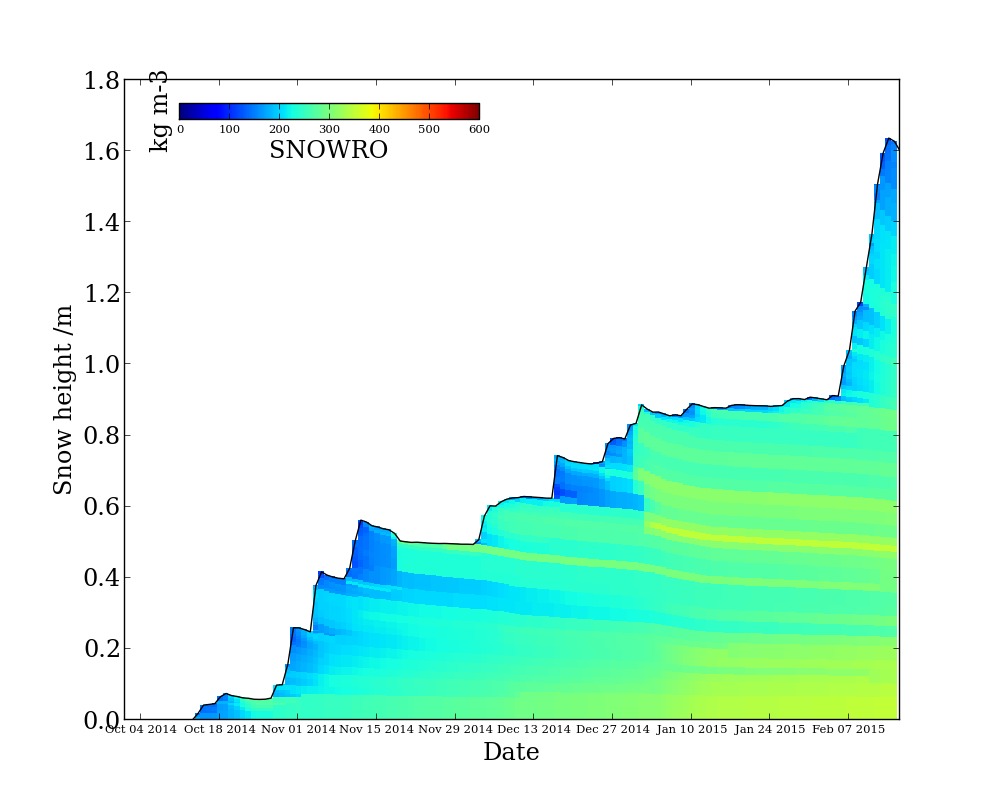 1.8
kg m-3
0 100 200 300 400 500 600
SNOWRO
1.6
1.4
1.2
1.0
0.8
0.6
0.4
0.2
0.0
Snow height /m
Oct 04 2014 Oct 18 2014 Nov 01 2014 Nov 15 2014 Nov 29 2014 Dec 13 2014 Dec 27 2014 Jan 10 2015 Jan 24 2015 Feb 07 2015
Date